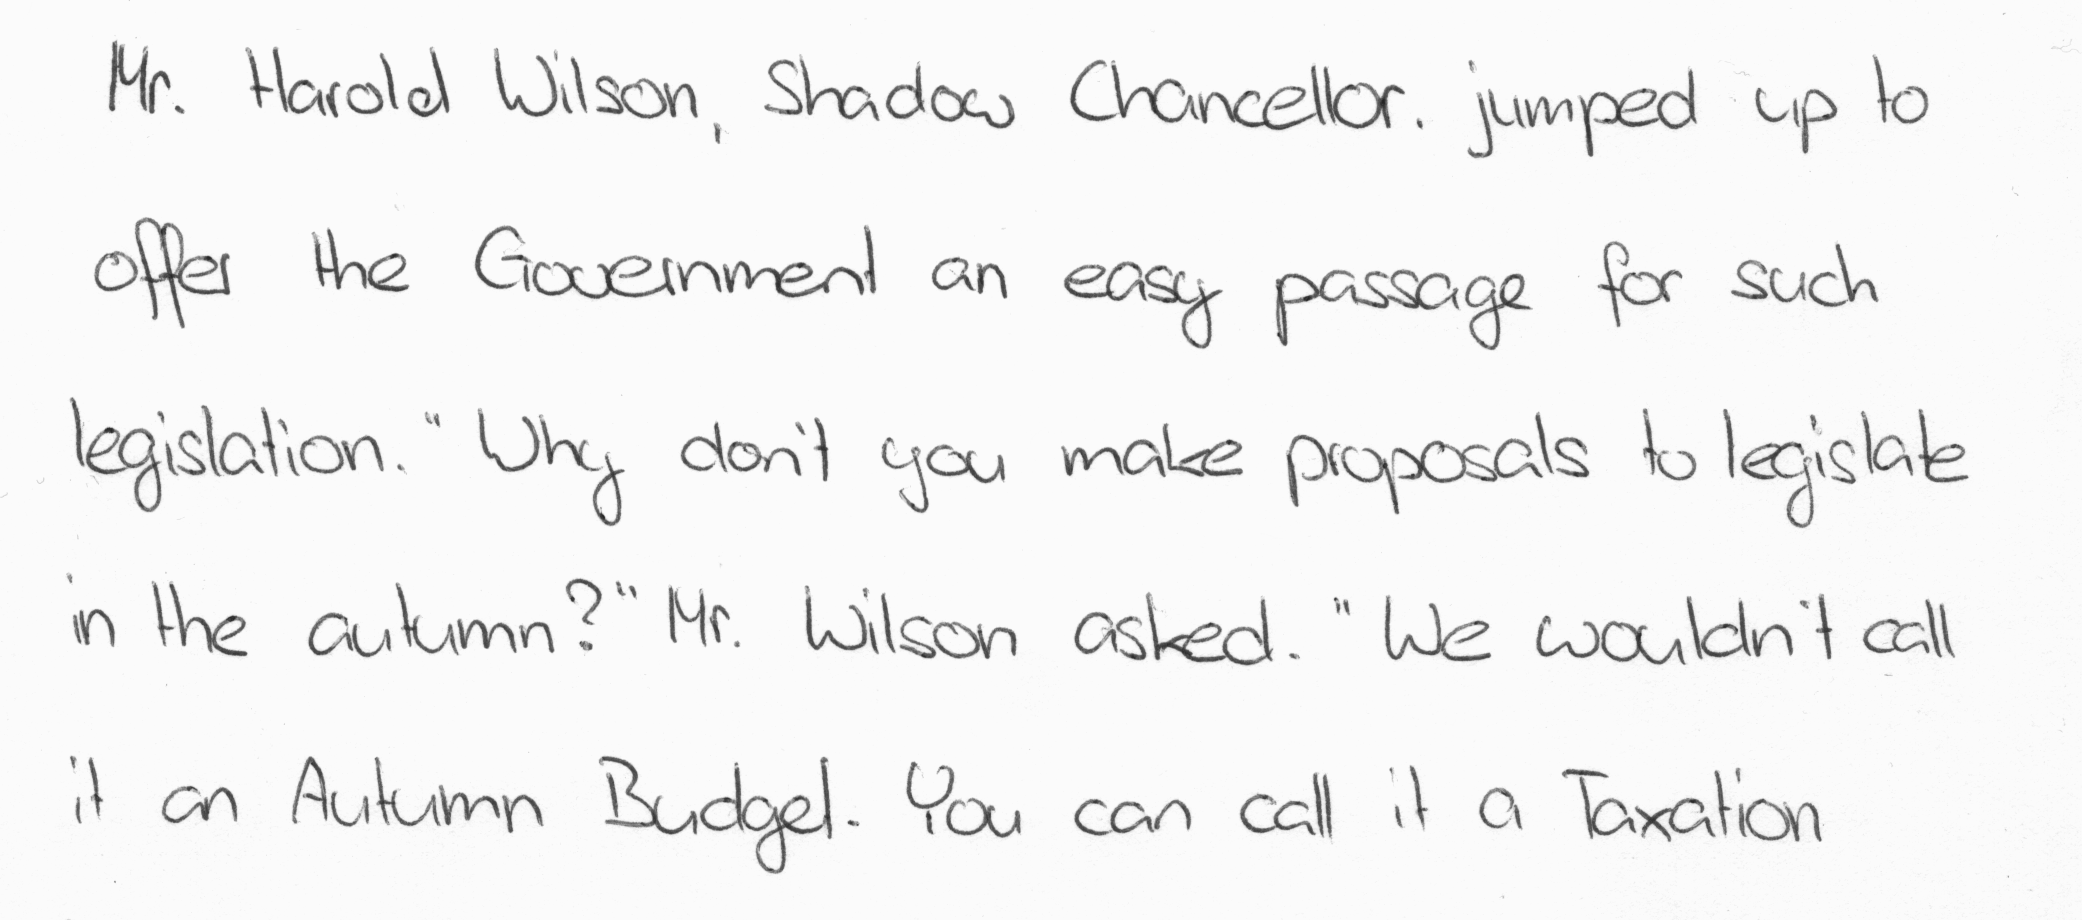 Mr. Harold Wilson, Shadow Chancellor. jumped up to
offer the Government an easy passage for such
legislation. "Why don't you make proposals to legislate
in the autumn?" Mr. Wilson asked. "We wouldn't call
it an Autumn Budget. You can call it a Taxation